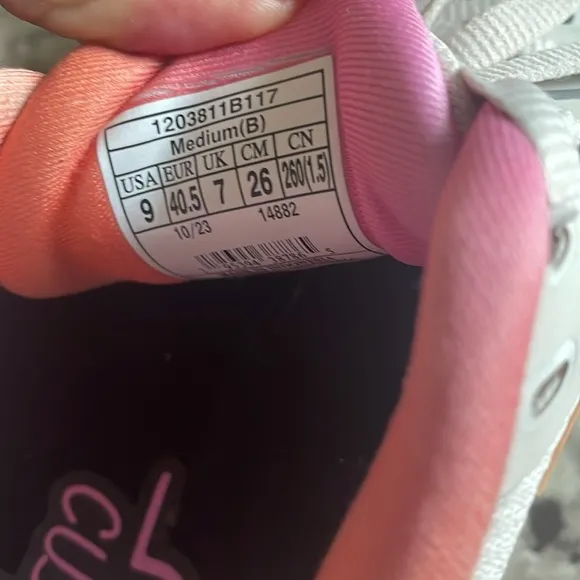 1203811B117
Medium(B)
USA EUR UK CM CN
9 40.5 7 26 260(1.5)
10/23 14882